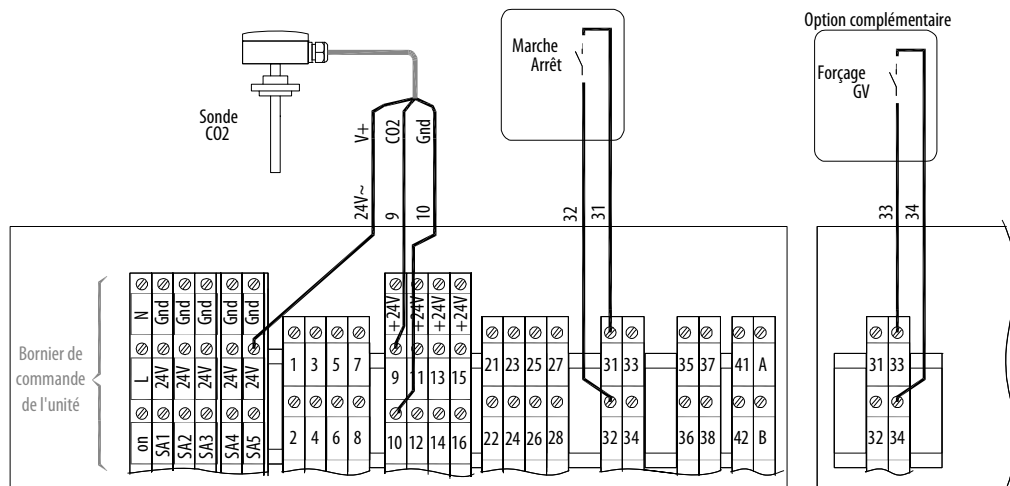 Option complémentaire
Marche
Arrêt
Forçage
GV
Sonde
CO2
V+
CO2
Gnd
24V~
9
10
32
31
33
34
Bornier de
commande
de l'unité
N
Gnd
Gnd
Gnd
Gnd
Gnd
+24V
+24V
+24V
+24V
L
24V
24V
24V
24V
24V
1
3
5
7
9
11
13
15
21
23
25
27
31
33
35
37
41
A
31
33
on
SA1
SA2
SA3
SA4
SA5
2
4
6
8
10
12
14
16
22
24
26
28
32
34
36
38
42
B
32
34